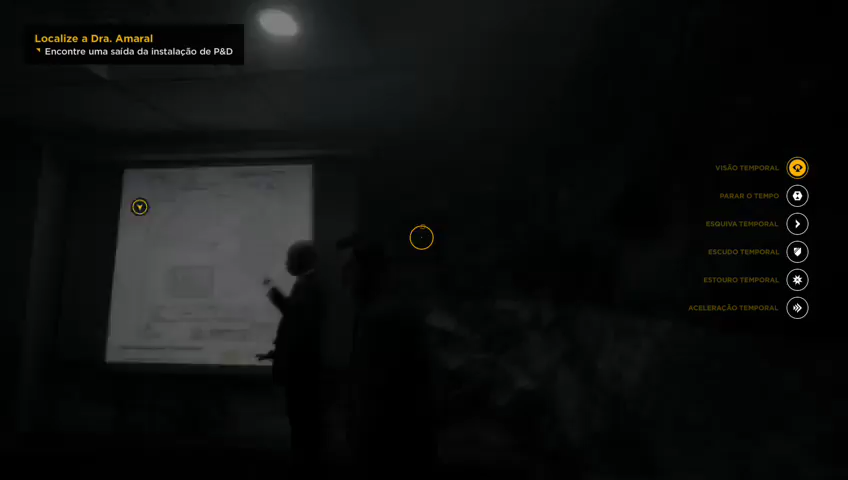 Localize a Dra. Amaral
Encontre uma saída da instalação de P&D
VISÃO TEMPORAL
PARAR O TEMPO
ESQUIVA TEMPORAL
ESCUDO TEMPORAL
ESTOURO TEMPORAL
ACELERAÇÃO TEMPORAL